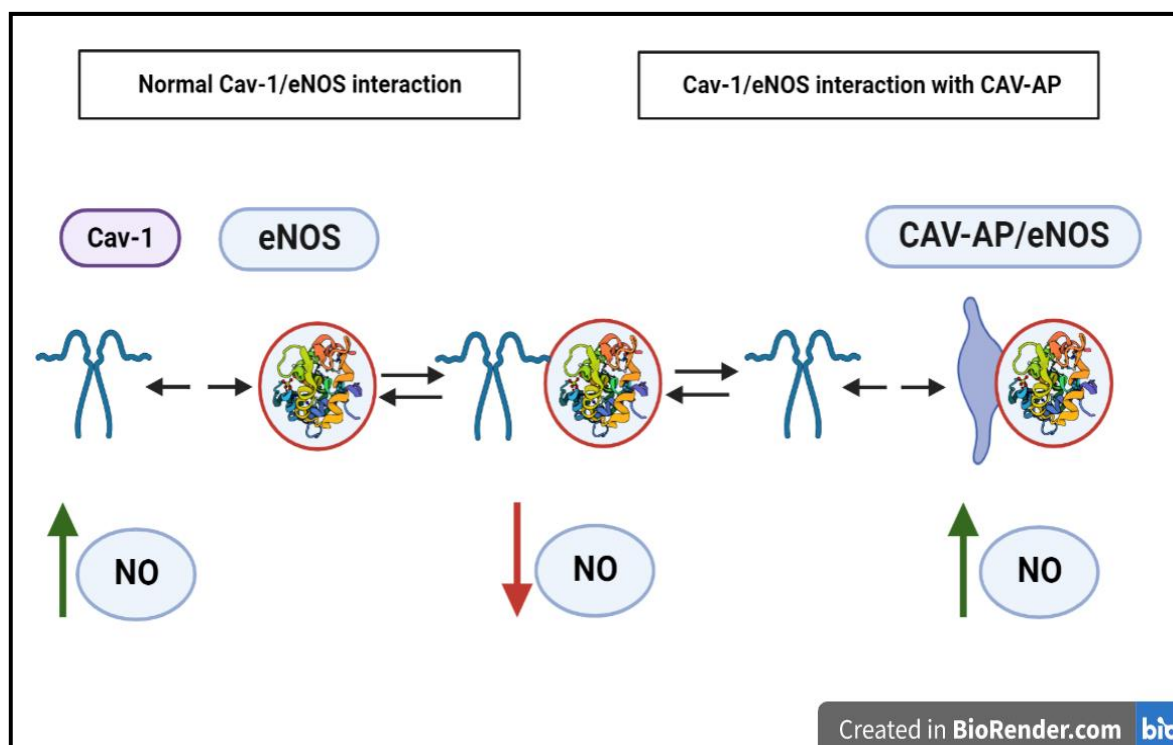 Normal Cav-1/eNOS interaction
Cav-1/eNOS interaction with CAV-AP
Cav-1
eNOS
CAV-AP/eNOS
NO
NO
NO
Created in BioRender.com
bio